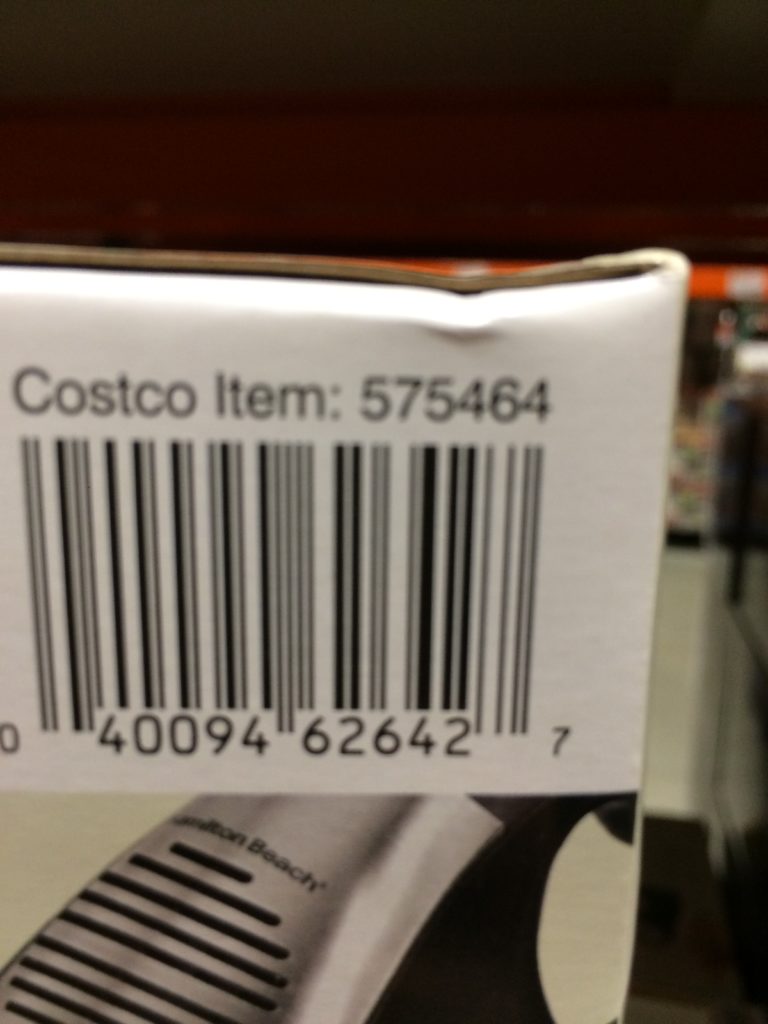 Costco Item: 575464
0 40094 62642 7
Hamilton Beach